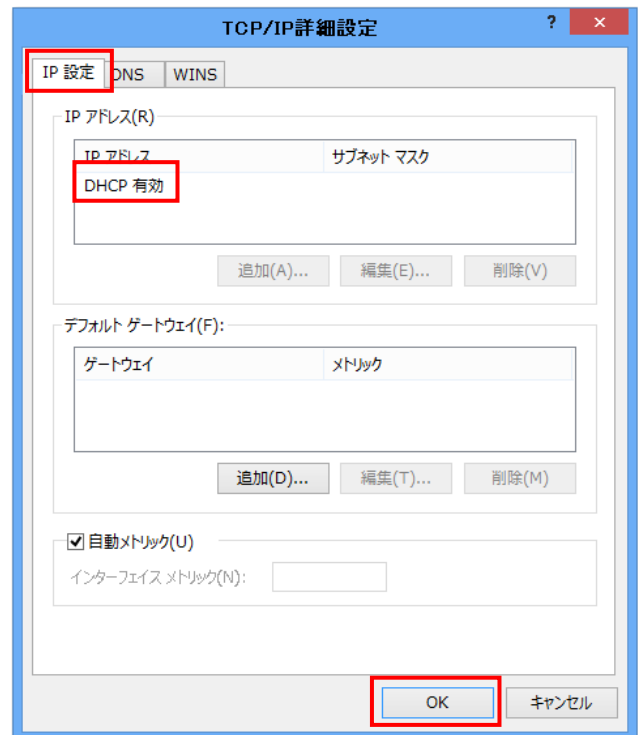 TCP/IP詳細設定 ? ×
IP 設定 DNS WINS
IP アドレス(R)
IP アドレス サブネット マスク
DHCP 有効
追加(A)... 編集(E)... 削除(V)
デフォルト ゲートウェイ(F):
ゲートウェイ メトリック
追加(D)... 編集(T)... 削除(M)
自動メトリック(U)
インターフェイス メトリック(N):
OK キャンセル